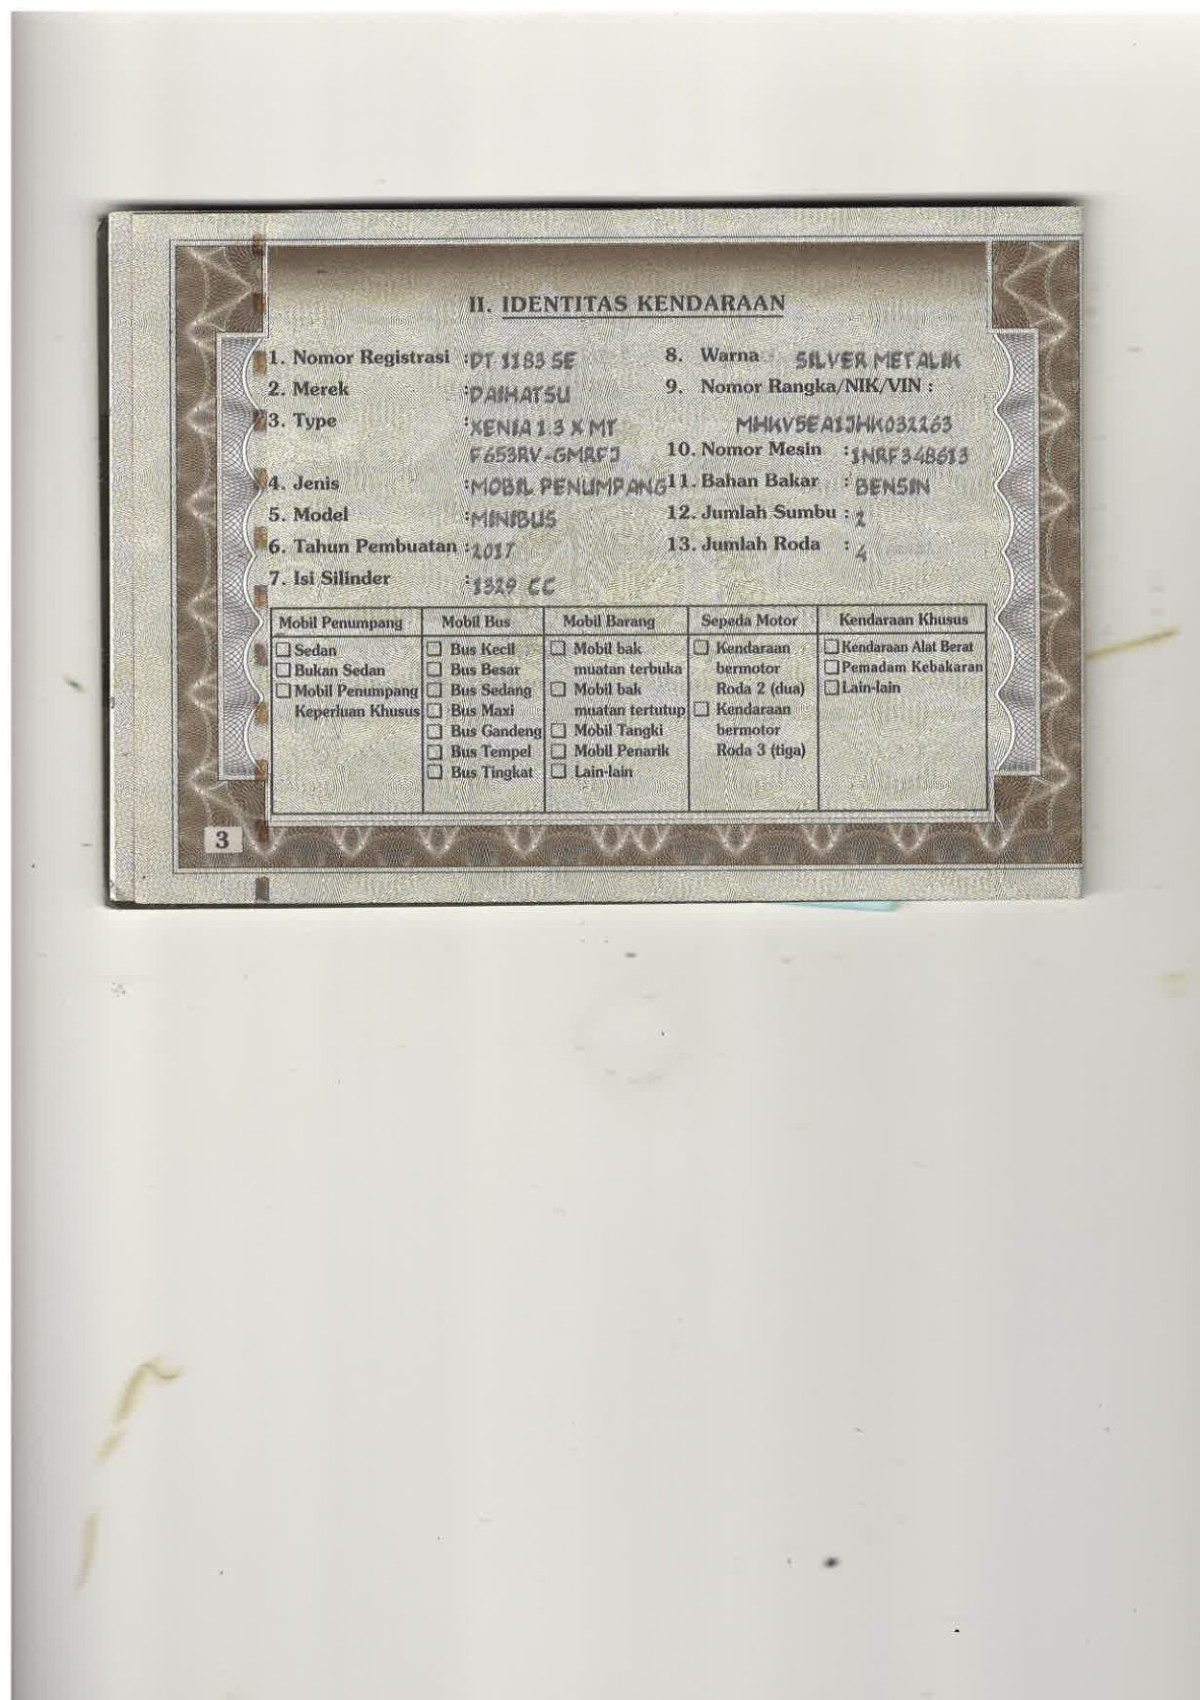 II. IDENTITAS KENDARAAN
1. Nomor Registrasi : DT 1183 SE
2. Merek : DAIHATSU
3. Type : XENIA 1.3 X MT
F653RV-GMRFJ
4. Jenis : MOBIL PENUMPANG
5. Model : MINIBUS
6. Tahun Pembuatan : 2017
7. Isi Silinder : 1329 CC
8. Warna SILVER METALIK
9. Nomor Rangka/NIK/VIN :
MHKV5EA1JHK032263
10. Nomor Mesin : 1NRF348613
11. Bahan Bakar : BENSIN
12. Jumlah Sumbu : 2
13. Jumlah Roda : 4
Mobil Penumpang
Sedan
Bukan Sedan
Mobil Penumpang
Keperluan Khusus
Mobil Bus
Bus Kecil
Bus Besar
Bus Sedang
Bus Maxi
Bus Gandeng
Bus Tempel
Bus Tingkat
Mobil Barang
Mobil bak
muatan terbuka
Mobil bak
muatan tertutup
Mobil Tangki
Mobil Penarik
Lain-lain
Sepeda Motor
Kendaraan
bermotor
Roda 2 (dua)
Kendaraan
bermotor
Roda 3 (tiga)
Kendaraan Khusus
Kendaraan Alat Berat
Pemadam Kebakaran
Lain-lain
3